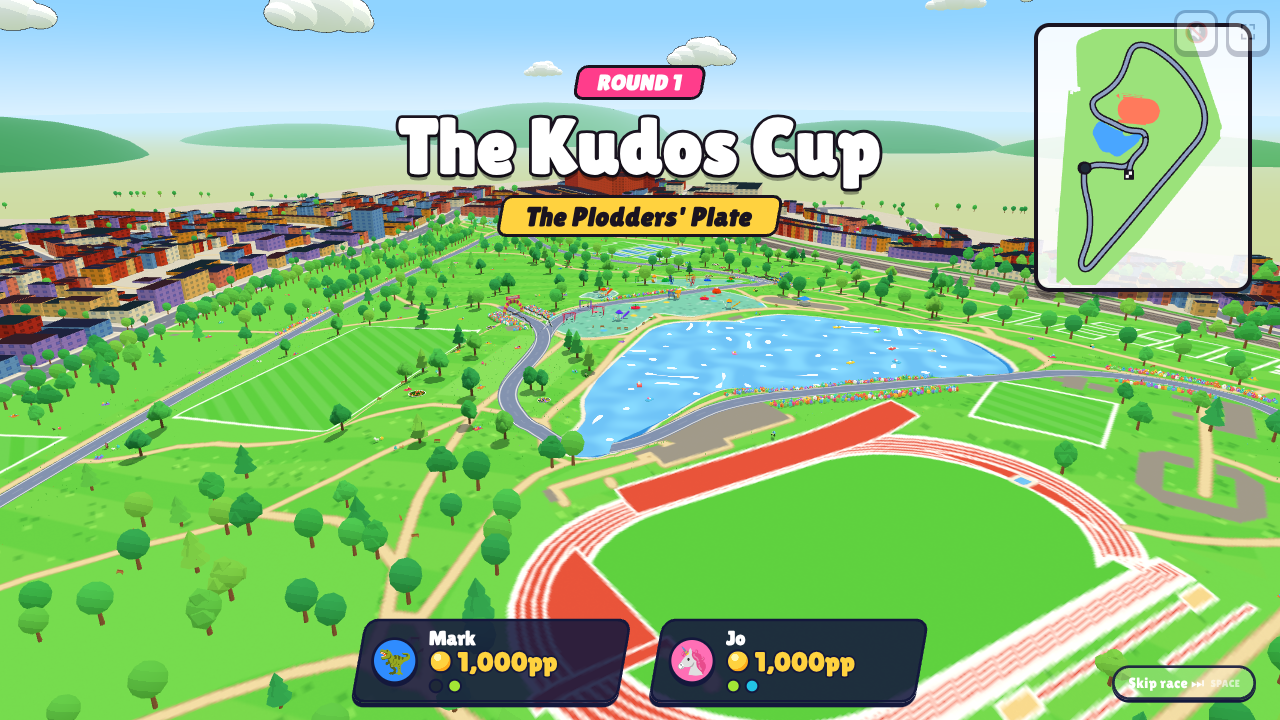 ROUND 1
The Kudos Cup
The Plodders' Plate
Mark
1,000pp
Jo
1,000pp
Skip race SPACE